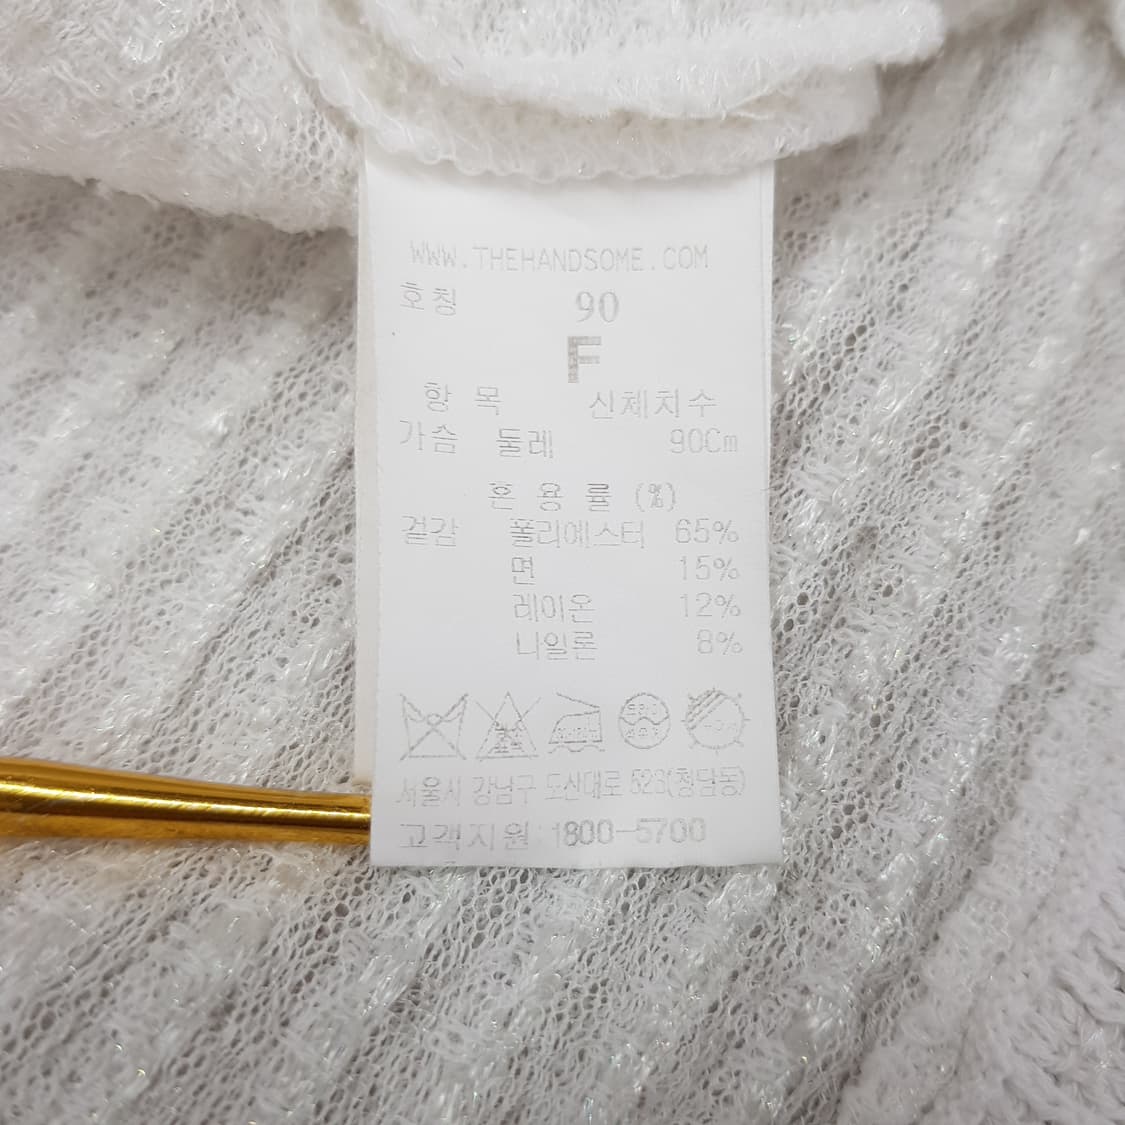 WWW.THEHANDSOME.COM
호칭 90
F
항 목 신체치수
가슴 둘레 90Cm
혼 용 률 (%)
겉감 폴리에스터 65%
면 15%
레이온 12%
나일론 8%
서울시 강남구 도산대로 523(청담동)
고객지원 1800-5700